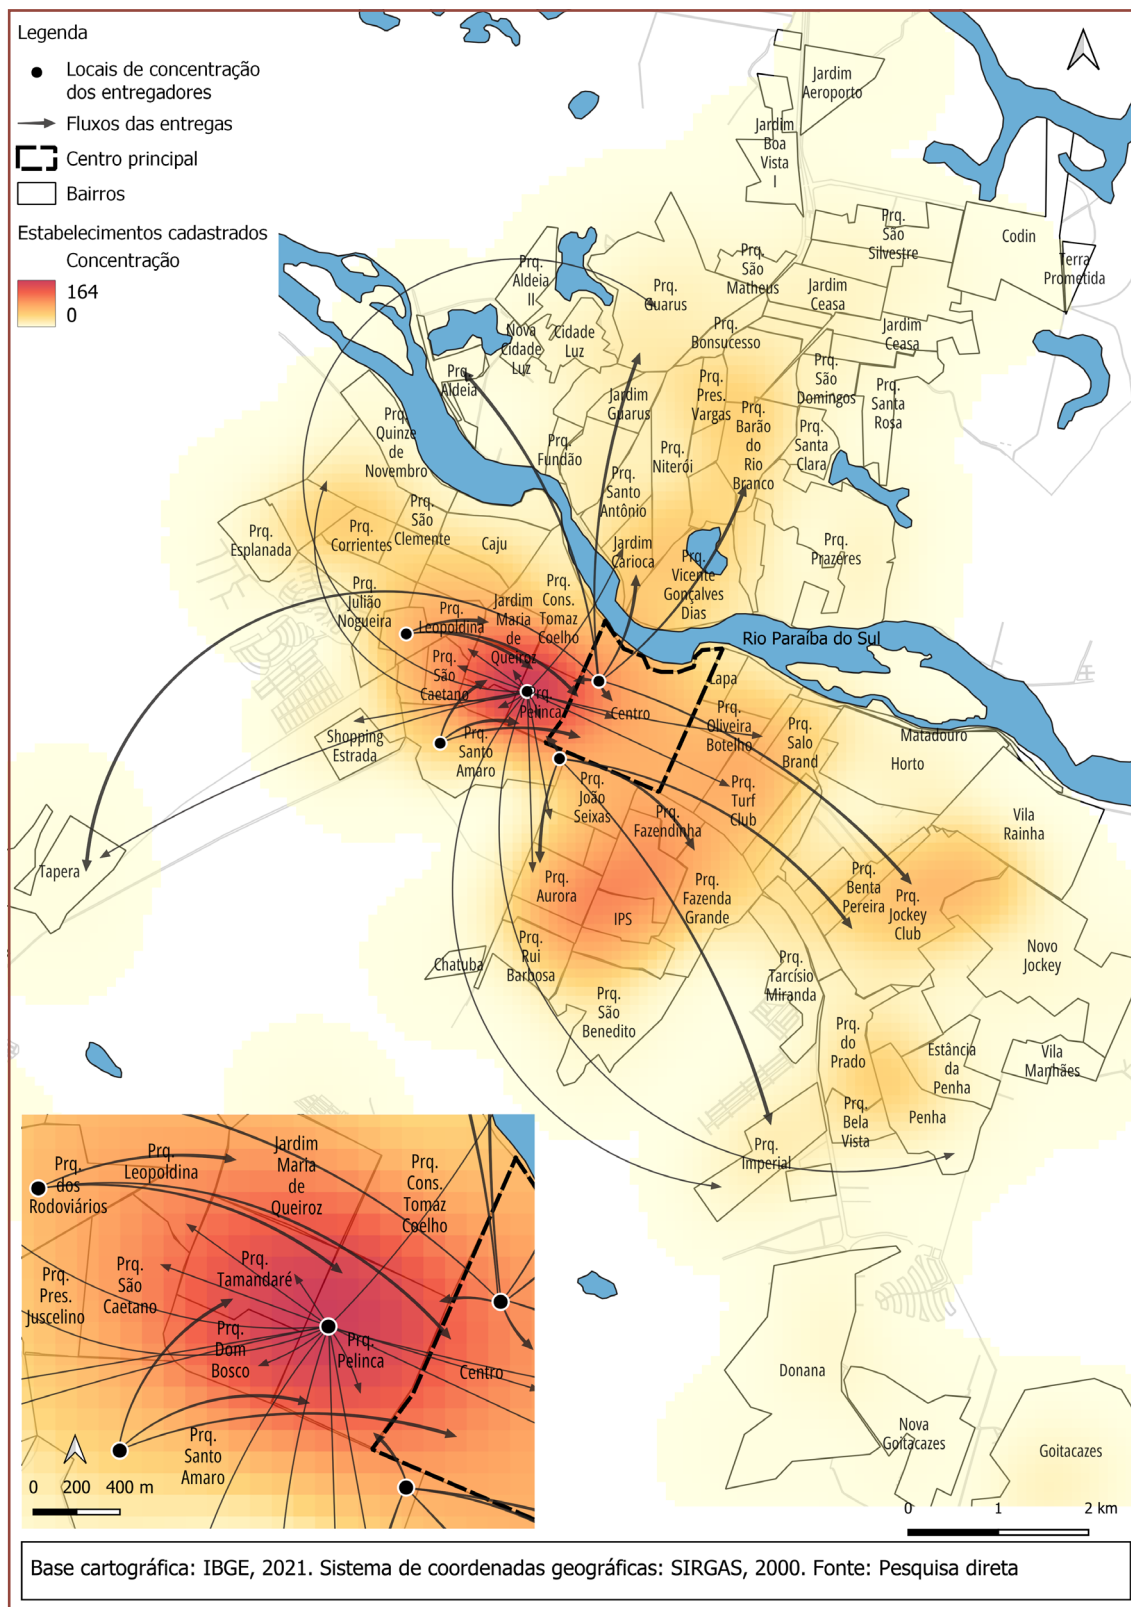 Legenda
Locais de concentração
dos entregadores
Fluxos das entregas
Centro principal
Bairros
Estabelecimentos cadastrados
Concentração
164
0
Jardim
Aeroporto
Jardim
Boa
Vista
I
Prq.
São
Silvestre
Codin
Terra
Prometida
Prq.
São
Matheus
Jardim
Ceasa
Jardim
Ceasa
Prq.
Aldeia
II
Prq.
Guarus
Nova
Cidade
Luz
Cidade
Luz
Prq.
Bonsucesso
Prq.
Aldeia
Jardim
Guarus
Prq.
Pres.
Vargas
Prq.
São
Domingos
Prq.
Santa
Rosa
Prq.
Barão
do
Rio
Branco
Prq.
Santa
Clara
Prq.
Quinze
de
Novembro
Prq.
Fundão
Prq.
Niterói
Prq.
Santo
Antônio
Prq.
Esplanada
Prq.
Corrientes
Prq.
São
Clemente
Caju
Jardim
Carioca
Prq.
Vicente
Gonçalves
Dias
Prq.
Prazeres
Prq.
Julião
Nogueira
Prq.
Leopoldina
Jardim
Maria
de
Queiroz
Prq.
Cons.
Tomaz
Coelho
Rio Paraíba do Sul
Prq.
São
Caetano
Prq.
Pelinca
Centro
Lapa
Prq.
Oliveira
Botelho
Prq.
Salo
Brand
Matadouro
Horto
Shopping
Estrada
Prq.
Santo
Amaro
Prq.
João
Seixas
Prq.
Turf
Club
Prq.
Fazendinha
Vila
Rainha
Tapera
Prq.
Aurora
IPS
Prq.
Fazenda
Grande
Prq.
Benta
Pereira
Prq.
Jockey
Club
Novo
Jockey
Chatuba
Prq.
Rui
Barbosa
Prq.
São
Benedito
Prq.
Tarcísio
Miranda
Prq.
do
Prado
Estância
da
Penha
Vila
Manhães
Prq.
Bela
Vista
Penha
Prq.
Imperial
Donana
Nova
Goitacazes
Goitacazes
Prq.
dos
Rodoviários
Prq.
Leopoldina
Jardim
Maria
de
Queiroz
Prq.
Cons.
Tomaz
Coelho
Prq.
Pres.
Juscelino
Prq.
São
Caetano
Prq.
Tamandaré
Prq.
Dom
Bosco
Prq.
Pelinca
Centro
Prq.
Santo
Amaro
0 200 400 m
0 1 2 km
Base cartográfica: IBGE, 2021. Sistema de coordenadas geográficas: SIRGAS, 2000. Fonte: Pesquisa direta